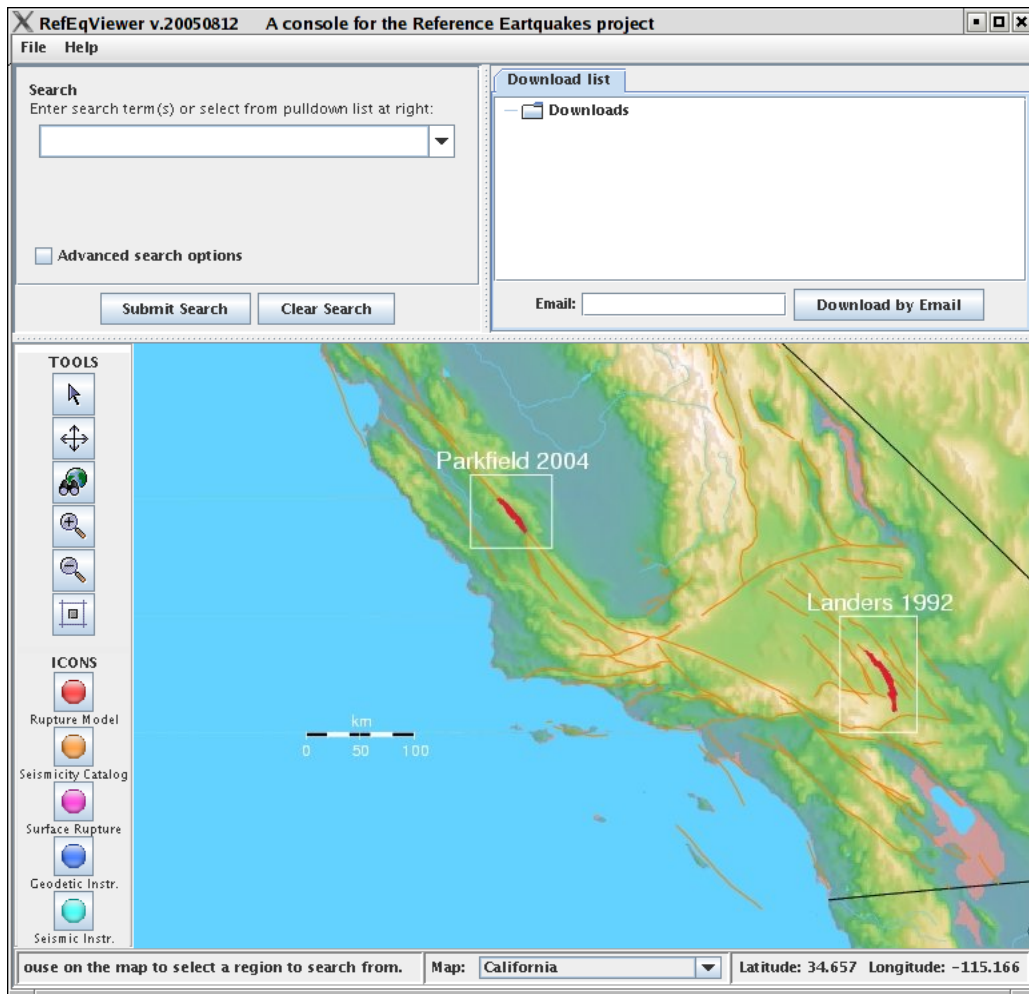 RefEqViewer v.20050812 A console for the Reference Eartquakes project
File Help
Search
Enter search term(s) or select from pulldown list at right:
Advanced search options
Submit Search Clear Search
Download list
Downloads
Email: Download by Email
TOOLS
ICONS
Rupture Model
Seismicity Catalog
Surface Rupture
Geodetic Instr.
Seismic Instr.
Parkfield 2004
Landers 1992
km
0 50 100
ouse on the map to select a region to search from. Map: California Latitude: 34.657 Longitude: -115.166